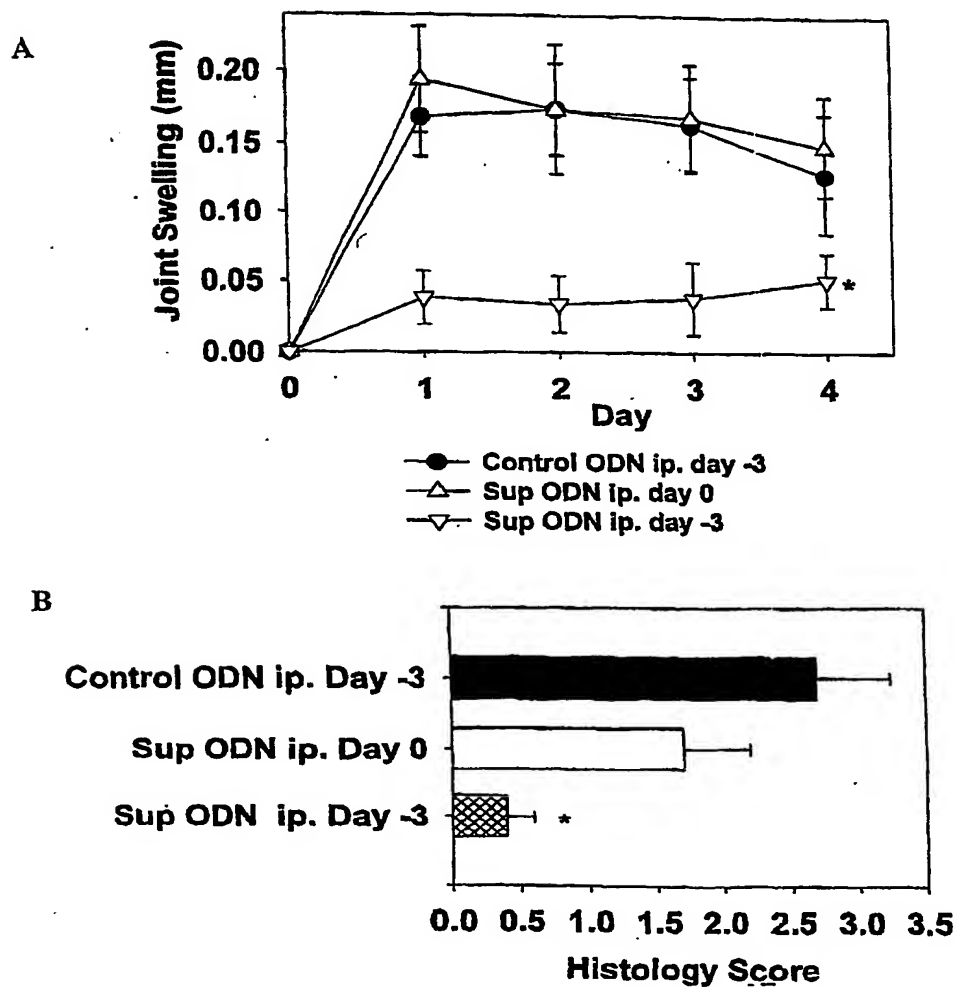 A
Joint Swelling (mm)
0.20
0.15
0.10
0.05
0.00
*
0 1 2 3 4
Day
Control ODN ip. day -3
Sup ODN ip. day 0
Sup ODN ip. day -3
B
Control ODN ip. Day -3
Sup ODN ip. Day 0
Sup ODN ip. Day -3
*
0.0 0.5 1.0 1.5 2.0 2.5 3.0 3.5
Histology Score